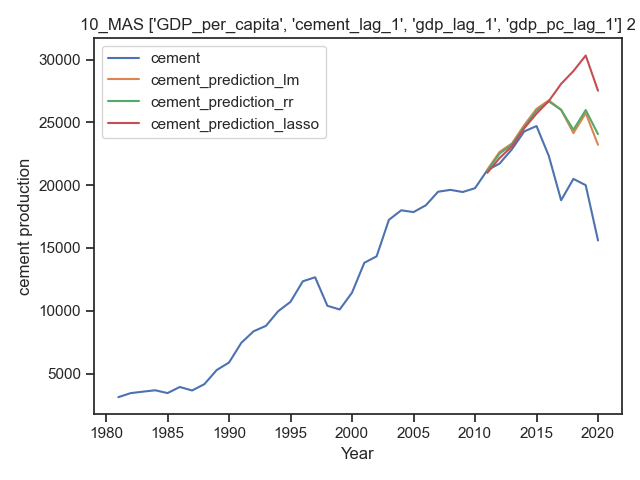 10_MAS ['GDP_per_capita', 'cement_lag_1', 'gdp_lag_1', 'gdp_pc_lag_1'] 2
cement
cement_prediction_lm
cement_prediction_rr
cement_prediction_lasso
30000
25000
20000
15000
10000
5000
cement production
1980 1985 1990 1995 2000 2005 2010 2015 2020
Year